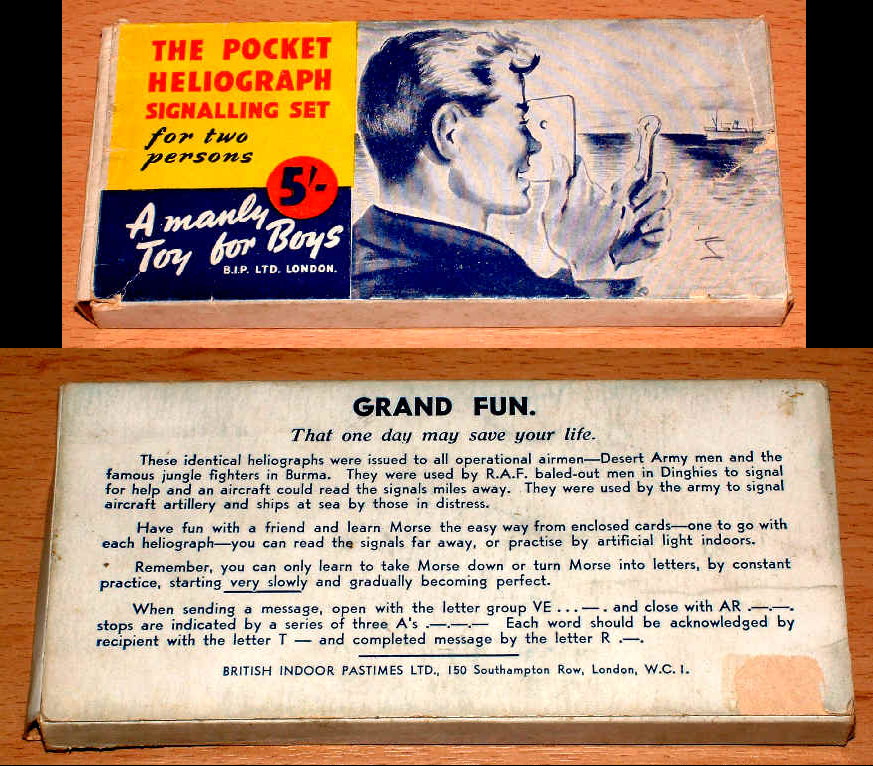 THE POCKET
HELIOGRAPH
SIGNALLING SET
for two
persons
5/-
A manly
Toy for Boys
B.I.P. LTD. LONDON.
GRAND FUN.
That one day may save your life.
These identical heliographs were issued to all operational airmen—Desert Army men and the
famous jungle fighters in Burma. They were used by R.A.F. baled-out men in Dinghies to signal
for help and an aircraft could read the signals miles away. They were used by the army to signal
aircraft artillery and ships at sea by those in distress.
Have fun with a friend and learn Morse the easy way from enclosed cards—one to go with
each heliograph—you can read the signals far away, or practise by artificial light indoors.
Remember, you can only learn to take Morse down or turn Morse into letters, by constant
practice, starting very slowly and gradually becoming perfect.
When sending a message, open with the letter group VE ...—. and close with AR .—.—.
stops are indicated by a series of three A's .—.—.— Each word should be acknowledged by
recipient with the letter T — and completed message by the letter R .—.
BRITISH INDOOR PASTIMES LTD., 150 Southampton Row, London, W.C.1.